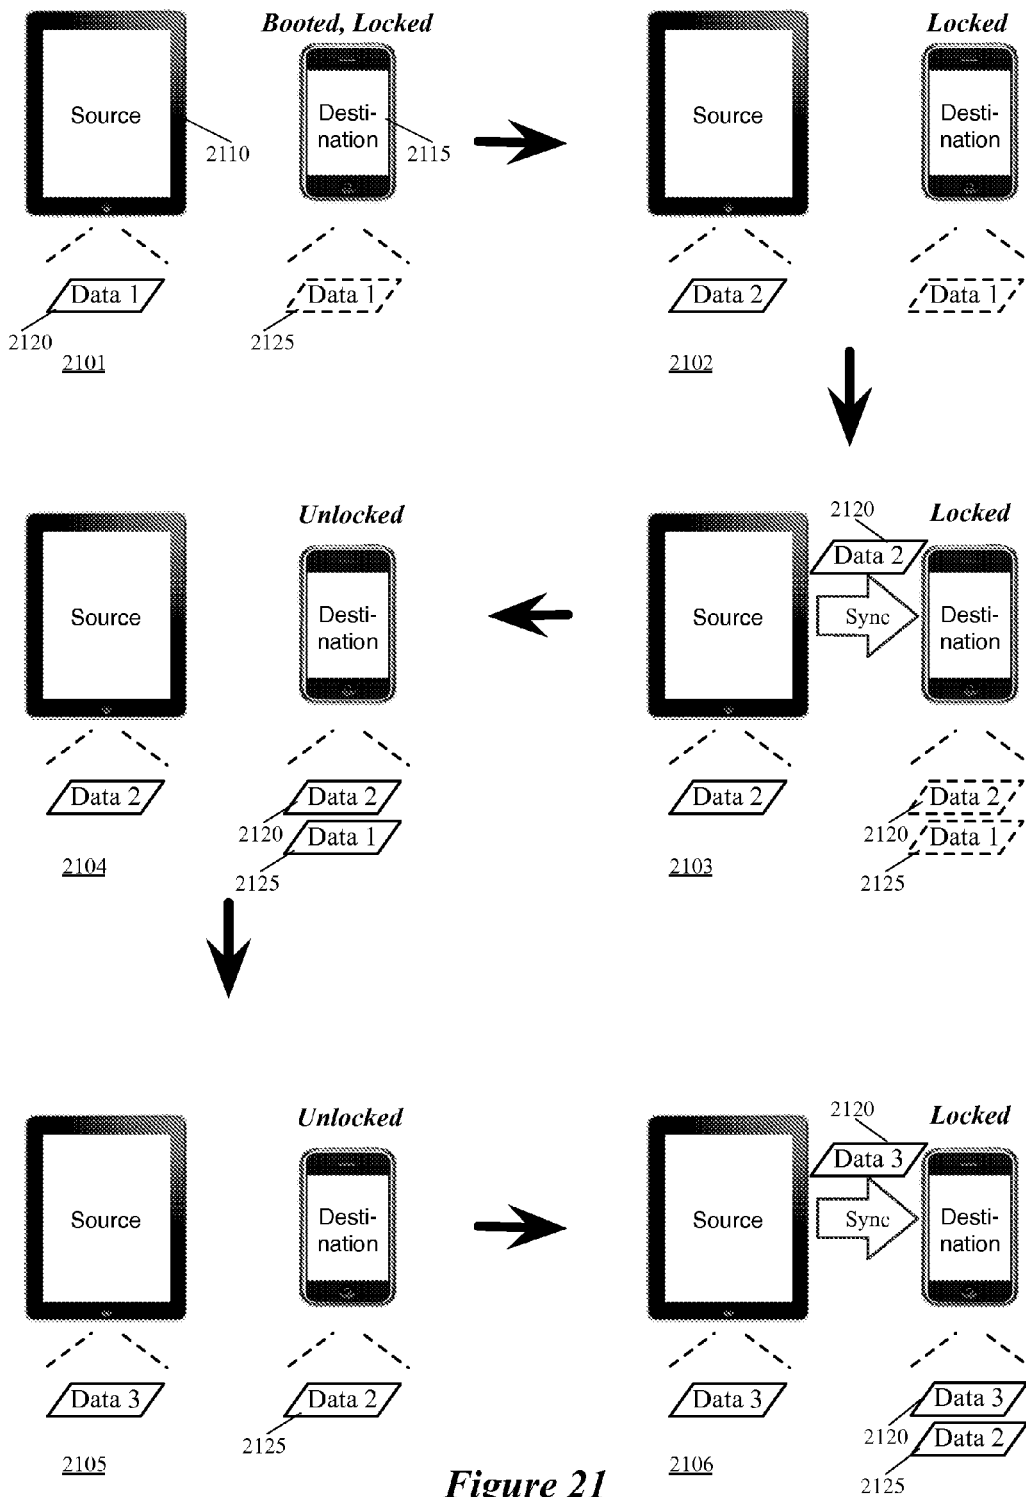 Booted, Locked
Source
Desti-
nation
2110
2115
Data 1
Data 1
2120
2125
2101
Locked
Source
Desti-
nation
Data 2
Data 1
2102
Unlocked
Source
Desti-
nation
Data 2
Data 2
2120
Data 1
2125
2104
2120
Locked
Data 2
Source
Sync
Desti-
nation
Data 2
Data 2
2120
Data 1
2125
2103
Unlocked
Source
Desti-
nation
Data 3
Data 2
2125
2105
2120
Locked
Data 3
Source
Sync
Desti-
nation
Data 3
Data 3
2120
Data 2
2125
2106
Figure 21